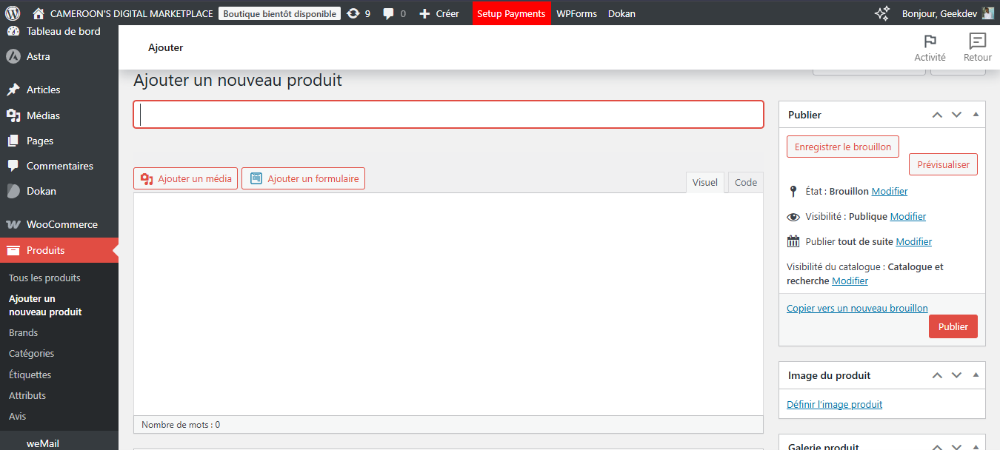 CAMEROON'S DIGITAL MARKETPLACE Boutique bientôt disponible 9 0 Créer Setup Payments WPForms Dokan Bonjour, Geekdev
Tableau de bord
Astra
Articles
Médias
Pages
Commentaires
Dokan
WooCommerce
Produits
Tous les produits
Ajouter un
nouveau produit
Brands
Catégories
Étiquettes
Attributs
Avis
weMail
Ajouter
Activité
Retour
Ajouter un nouveau produit
Ajouter un média
Ajouter un formulaire
Visuel
Code
Nombre de mots : 0
Publier
Enregistrer le brouillon
Prévisualiser
État : Brouillon Modifier
Visibilité : Publique Modifier
Publier tout de suite Modifier
Visibilité du catalogue : Catalogue et
recherche Modifier
Copier vers un nouveau brouillon
Publier
Image du produit
Définir l'image produit
Galerie produit